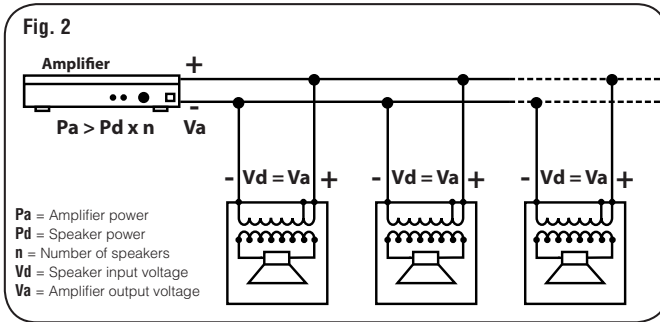 Fig. 2
Amplifier
+
-
Pa > Pd x n
Va
- Vd = Va +
- Vd = Va +
- Vd = Va +
Pa = Amplifier power
Pd = Speaker power
n = Number of speakers
Vd = Speaker input voltage
Va = Amplifier output voltage